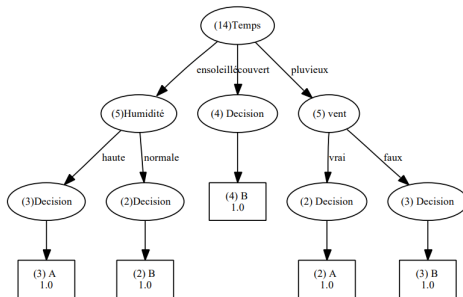 (14)Temps
ensoleillé
couvert
pluvieux
(5)Humidité
(4) Decision
(5) vent
haute
normale
vrai
faux
(3)Decision
(2)Decision
(4) B
1.0
(2) Decision
(3) Decision
(3) A
1.0
(2) B
1.0
(2) A
1.0
(3) B
1.0